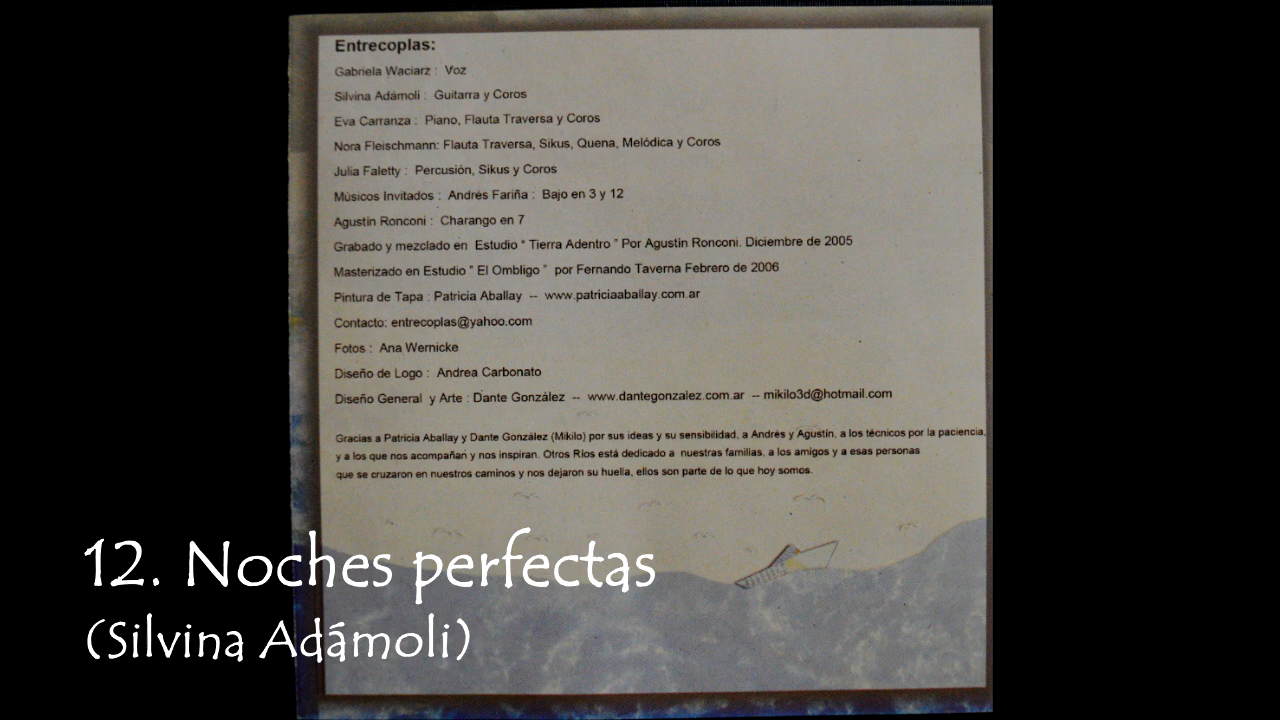 Entrecoplas:
Gabriela Waciarz : Voz
Silvina Adámoli : Guitarra y Coros
Eva Carranza : Piano, Flauta Traversa y Coros
Nora Fleischmann: Flauta Traversa, Sikus, Quena, Melódica y Coros
Julia Faletty : Percusión, Sikus y Coros
Músicos Invitados : Andrés Fariña : Bajo en 3 y 12
Agustín Ronconi : Charango en 7
Grabado y mezclado en Estudio " Tierra Adentro " Por Agustín Ronconi. Diciembre de 2005
Masterizado en Estudio " El Ombligo " por Fernando Taverna Febrero de 2006
Pintura de Tapa : Patricia Aballay -- www.patriciaaballay.com.ar
Contacto: entrecoplas@yahoo.com
Fotos : Ana Wernicke
Diseño de Logo : Andrea Carbonato
Diseño General y Arte : Dante González -- www.dantegonzalez.com.ar -- mikilo3d@hotmail.com
Gracias a Patricia Aballay y Dante González (Mikilo) por sus ideas y su sensibilidad, a Andrés y Agustín, a los técnicos por la paciencia,
y a los que nos acompañan y nos inspiran. Otros Ríos está dedicado a nuestras familias, a los amigos y a esas personas
que se cruzaron en nuestros caminos y nos dejaron su huella, ellos son parte de lo que hoy somos.
12. Noches perfectas
(Silvina Adámoli)